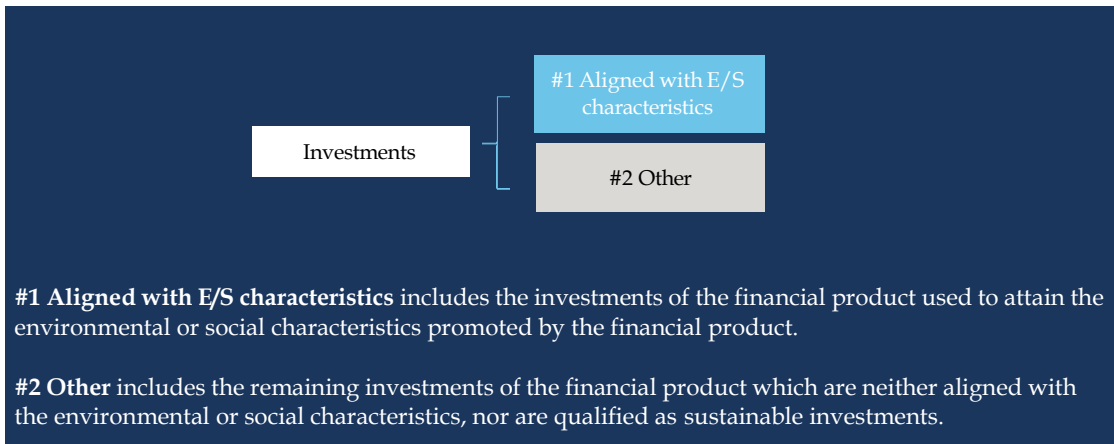 #1 Aligned with E/S
characteristics
Investments
#2 Other
#1 Aligned with E/S characteristics includes the investments of the financial product used to attain the
environmental or social characteristics promoted by the financial product.
#2 Other includes the remaining investments of the financial product which are neither aligned with
the environmental or social characteristics, nor are qualified as sustainable investments.